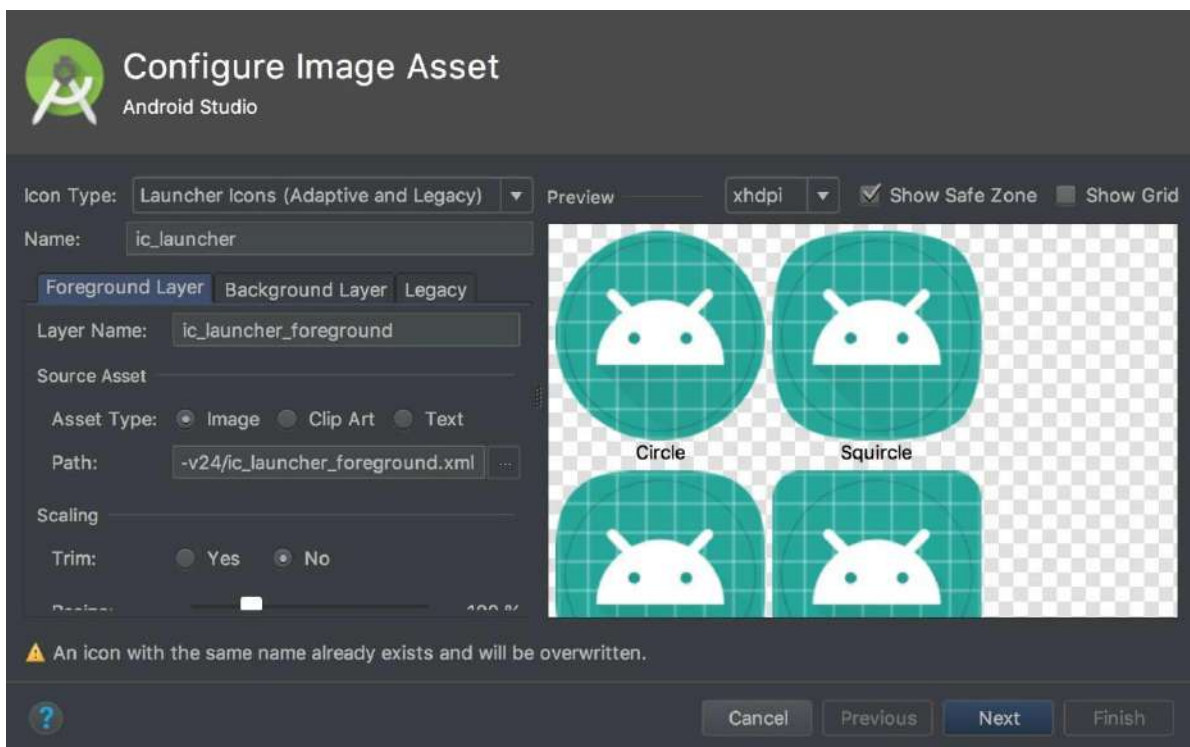 Configure Image Asset
Android Studio
Icon Type: Launcher Icons (Adaptive and Legacy)
Preview xhdpi Show Safe Zone Show Grid
Name: ic_launcher
Foreground Layer Background Layer Legacy
Layer Name: ic_launcher_foreground
Source Asset
Asset Type: Image Clip Art Text
Path: -v24/ic_launcher_foreground.xml ...
Circle Squircle
Scaling
Trim: Yes No
An icon with the same name already exists and will be overwritten.
? Cancel Previous Next Finish